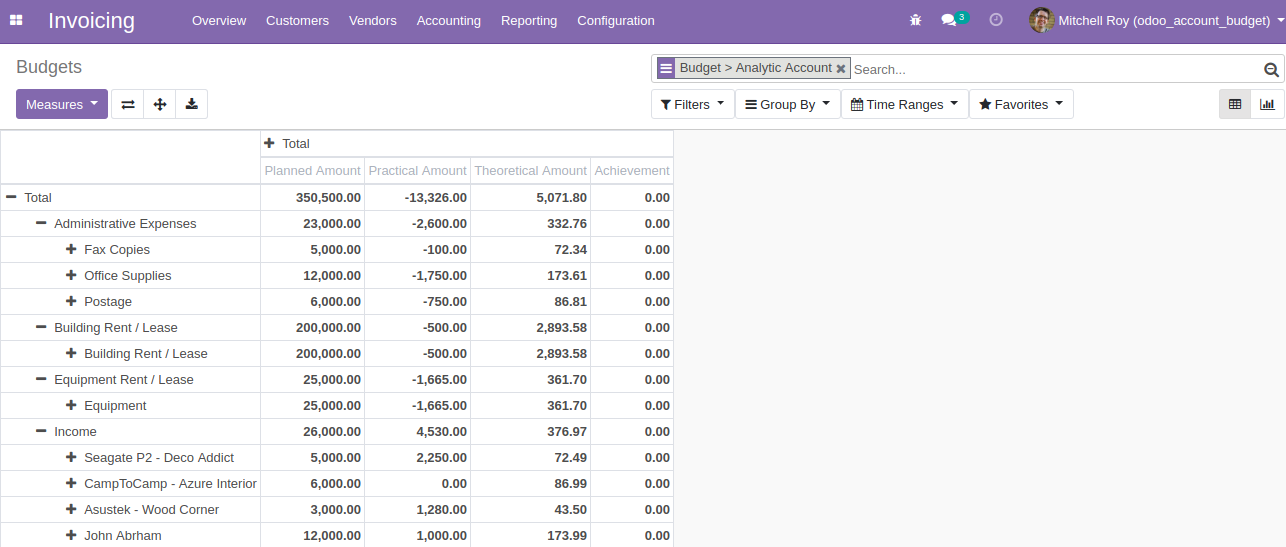 Invoicing Overview Customers Vendors Accounting Reporting Configuration 3 Mitchell Roy (odoo_account_budget)
Budgets Budget > Analytic Account Search...
Measures Filters Group By Time Ranges Favorites
Total
Planned Amount Practical Amount Theoretical Amount Achievement
Total 350,500.00 -13,326.00 5,071.80 0.00
Administrative Expenses 23,000.00 -2,600.00 332.76 0.00
Fax Copies 5,000.00 -100.00 72.34 0.00
Office Supplies 12,000.00 -1,750.00 173.61 0.00
Postage 6,000.00 -750.00 86.81 0.00
Building Rent / Lease 200,000.00 -500.00 2,893.58 0.00
Building Rent / Lease 200,000.00 -500.00 2,893.58 0.00
Equipment Rent / Lease 25,000.00 -1,665.00 361.70 0.00
Equipment 25,000.00 -1,665.00 361.70 0.00
Income 26,000.00 4,530.00 376.97 0.00
Seagate P2 - Deco Addict 5,000.00 2,250.00 72.49 0.00
CampToCamp - Azure Interior 6,000.00 0.00 86.99 0.00
Asustek - Wood Corner 3,000.00 1,280.00 43.50 0.00
John Abrham 12,000.00 1,000.00 173.99 0.00